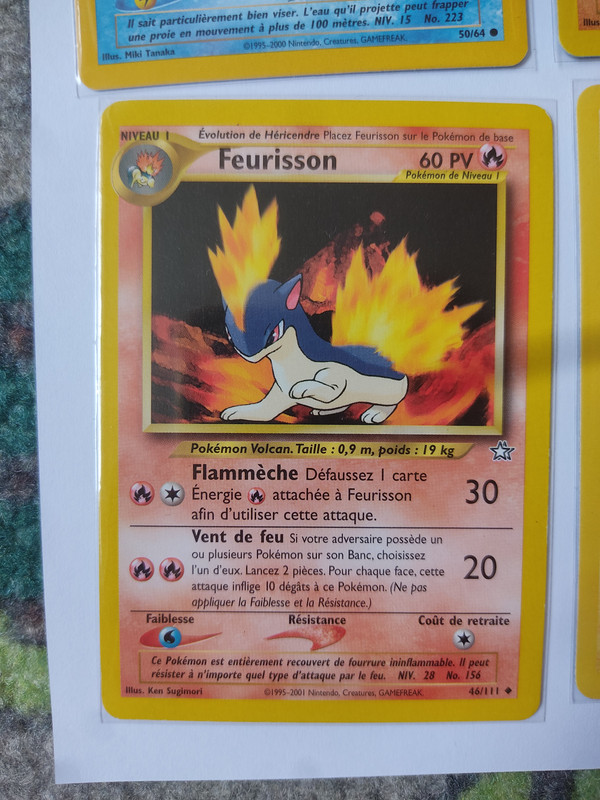 Il sait particulièrement bien viser. L'eau qu'il projette peut frapper
une proie en mouvement à plus de 100 mètres. NIV. 15 No. 223
Illus. Miki Tanaka
©1995-2000 Nintendo, Creatures, GAMEFREAK.
50/64
Illus.
NIVEAU 1
Évolution de Héricendre Placez Feurisson sur le Pokémon de base
Feurisson
60 PV
Pokémon de Niveau 1
Pokémon Volcan. Taille : 0,9 m, poids : 19 kg
Flammèche Défaussez 1 carte
Énergie attachée à Feurisson
afin d'utiliser cette attaque.
30
Vent de feu Si votre adversaire possède un
ou plusieurs Pokémon sur son Banc, choisissez
l'un d'eux. Lancez 2 pièces. Pour chaque face, cette
attaque inflige 10 dégâts à ce Pokémon. (Ne pas
appliquer la Faiblesse et la Résistance.)
20
Faiblesse
Résistance
Coût de retraite
Ce Pokémon est entièrement recouvert de fourrure ininflammable. Il peut
résister à n'importe quel type d'attaque par le feu. NIV. 28 No. 156
Illus. Ken Sugimori
©1995-2001 Nintendo, Creatures, GAMEFREAK.
46/111